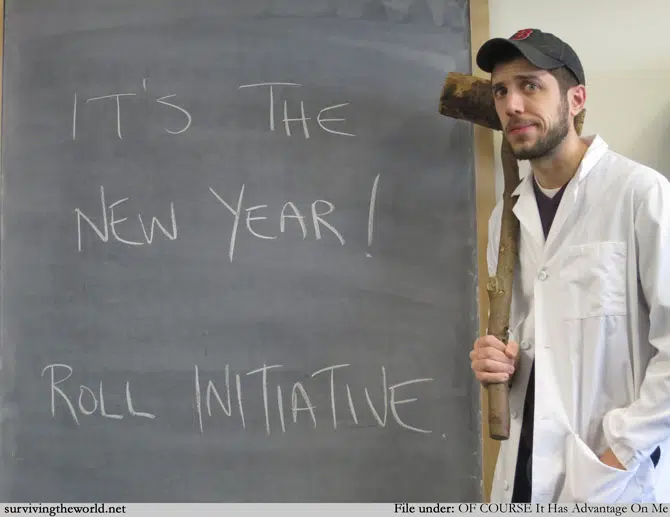 IT'S THE
NEW YEAR!
ROLL INITIATIVE.
survivingtheworld.net
File under: OF COURSE It Has Advantage On Me